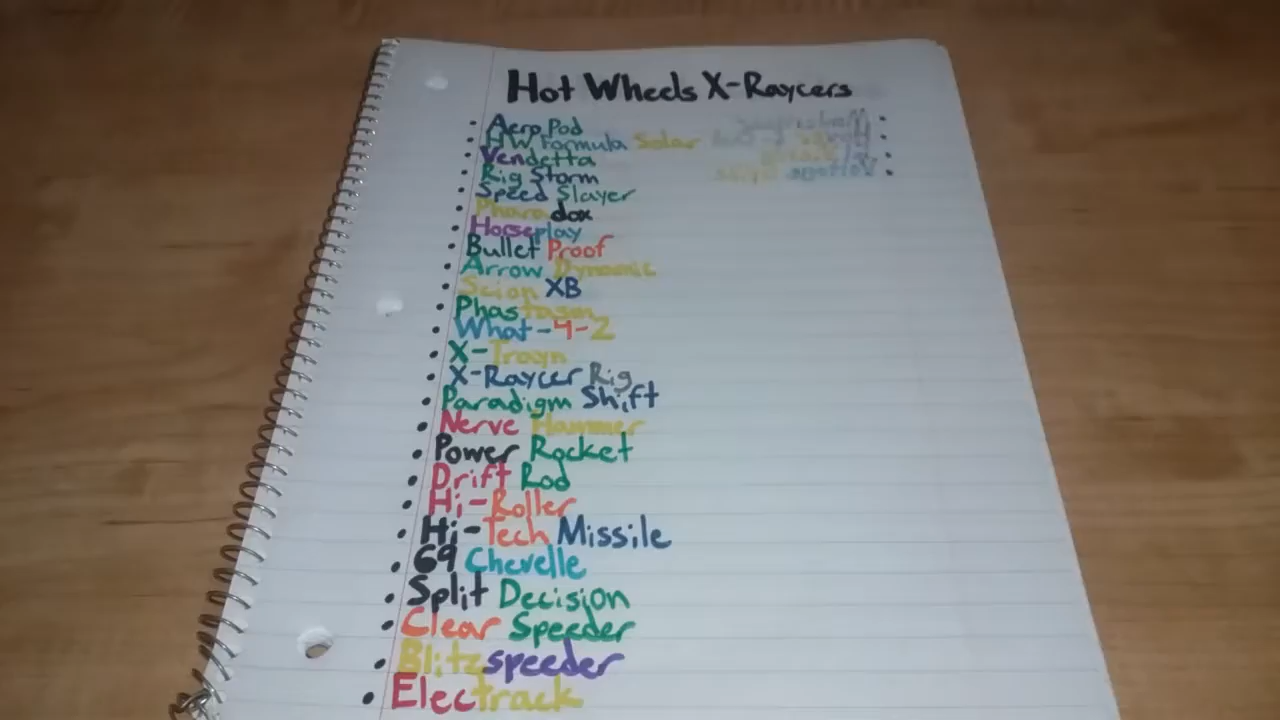 Hot Wheels X-Raycers
• Aero Pod
• HW Formula Solar
• Vendetta
• Rig Storm
• Speed Slayer
• Pharadox
• Horseplay
• Bullet Proof
• Arrow Dynamic
• Scion XB
• Phastasm
• What-4-2
• X-Trayn
• X-Raycer Rig
• Paradigm Shift
• Nerve Hammer
• Power Rocket
• Drift Rod
• Hi-Roller
• Hi-Tech Missile
• 69 Chevelle
• Split Decision
• Clear Speeder
• Blitzspeeder
• Electrack